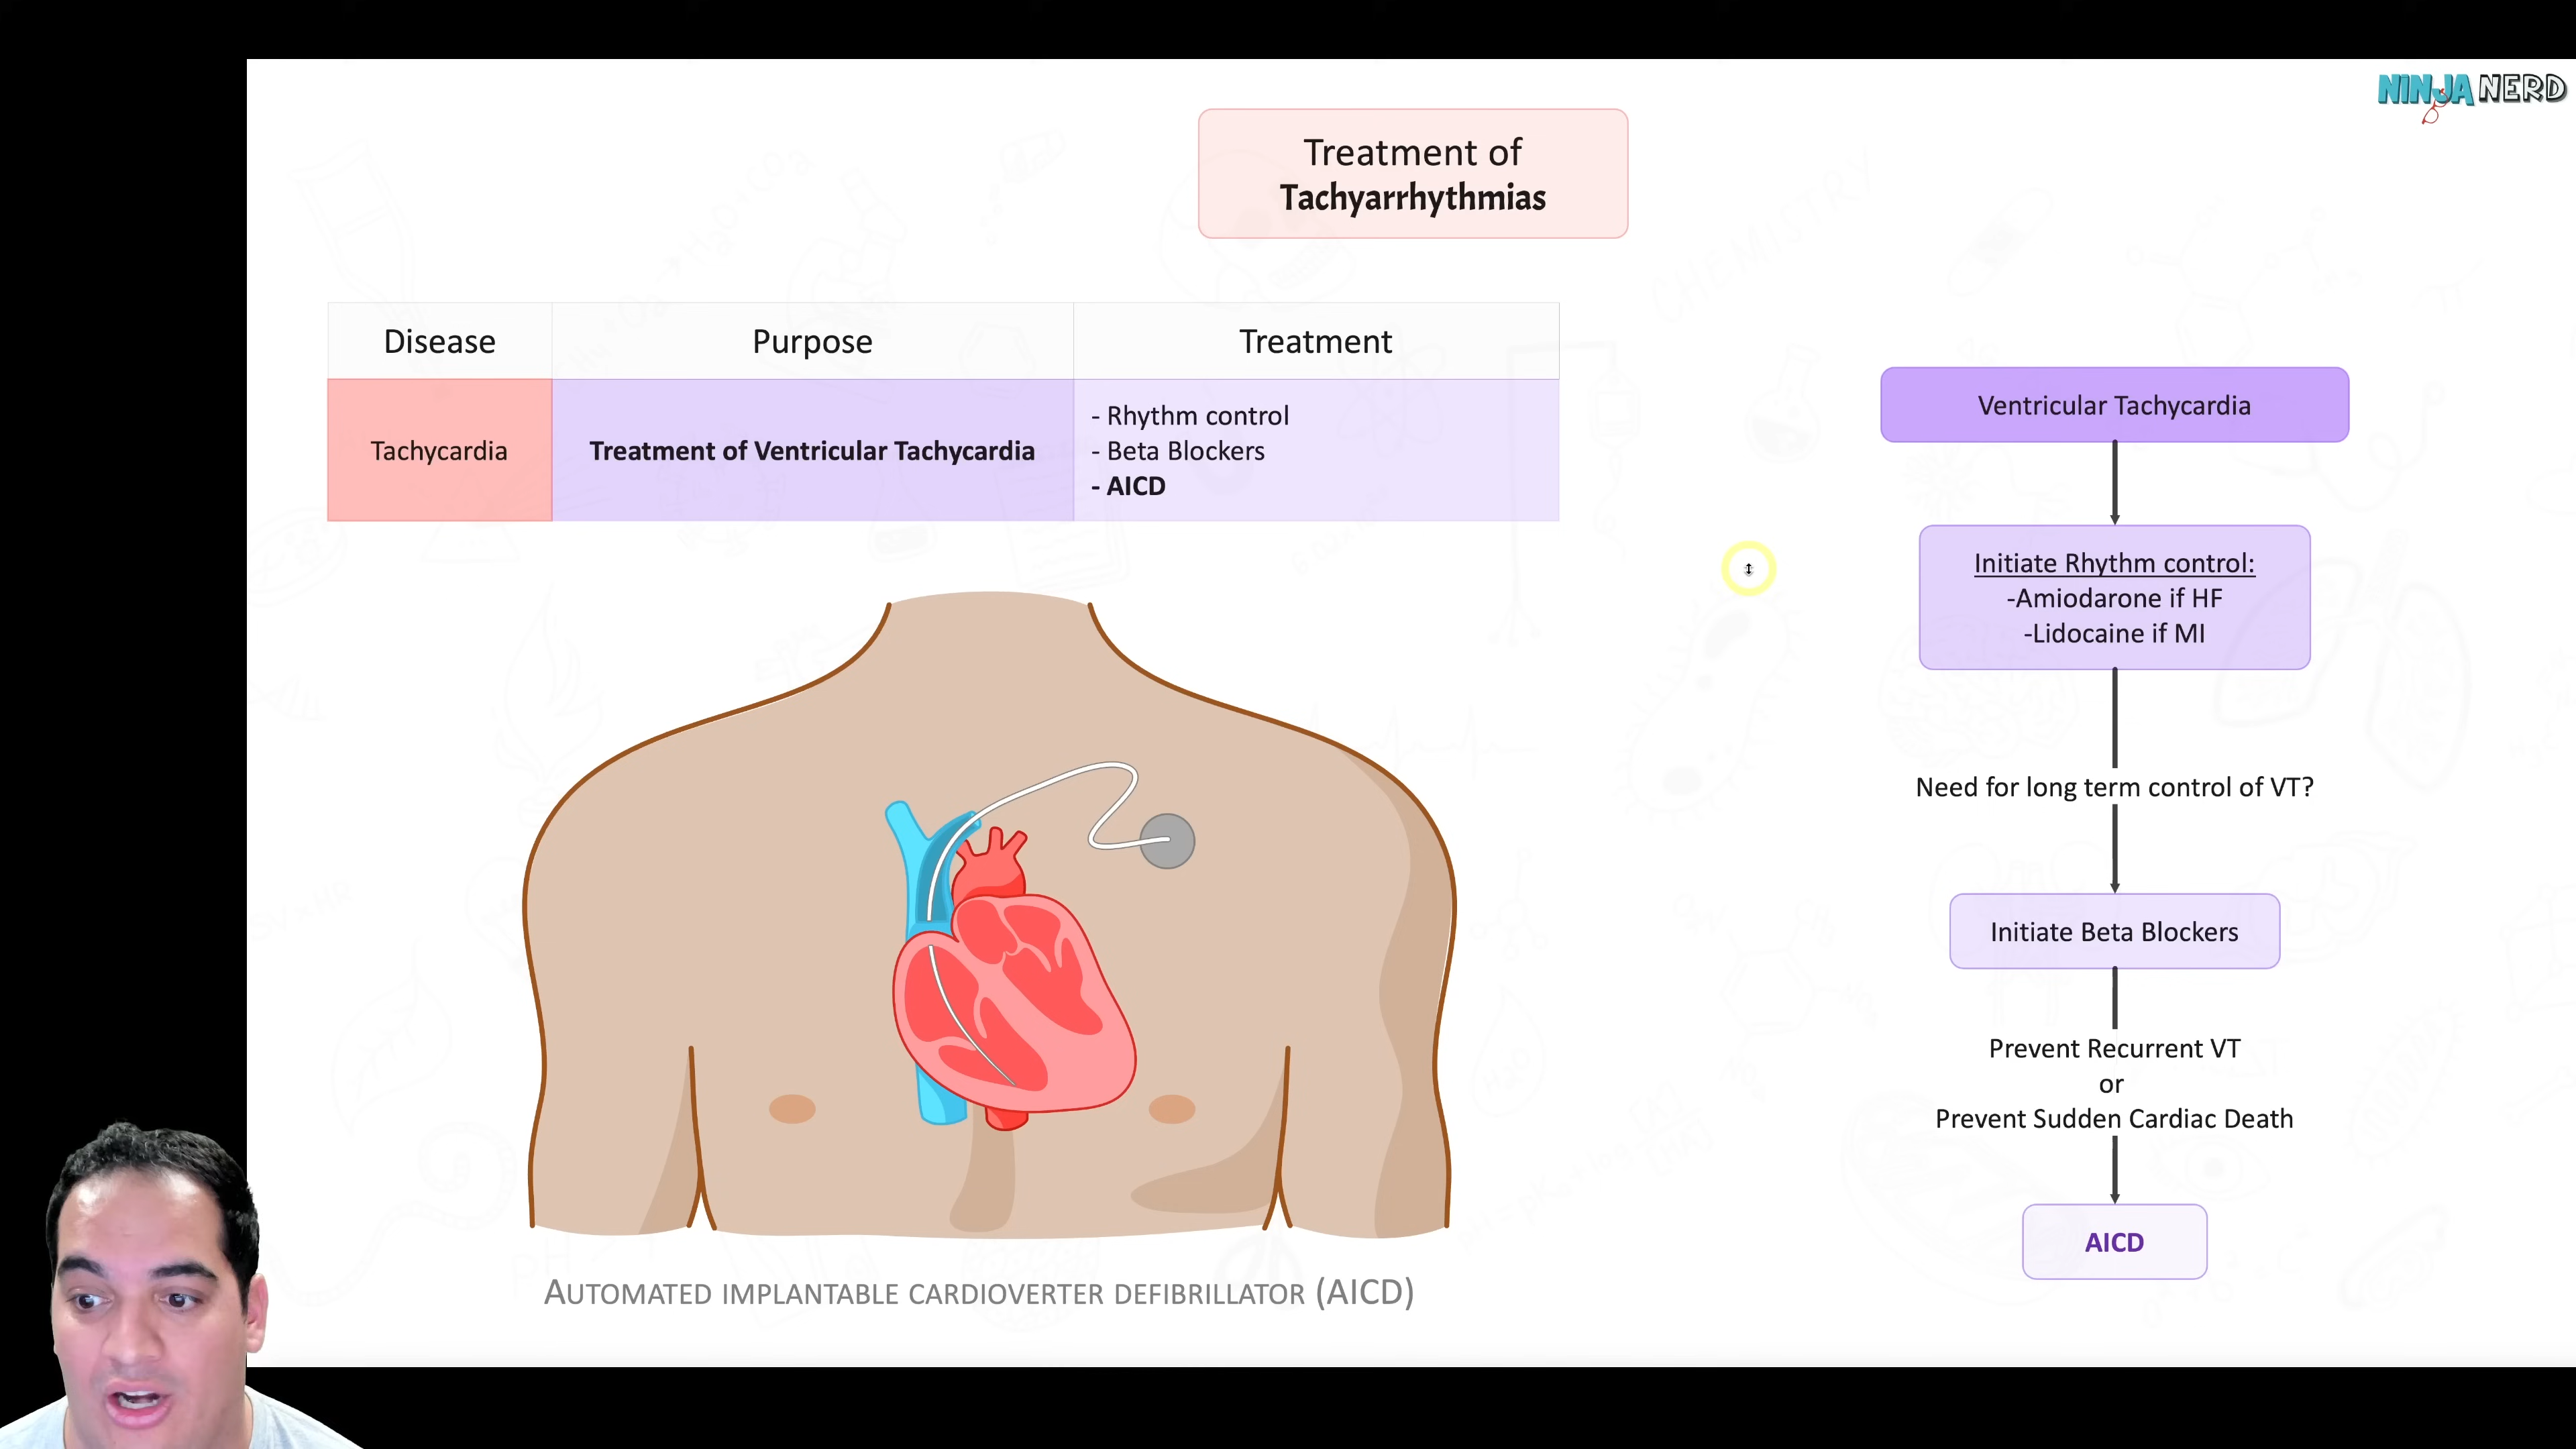 NINJA NERD
Treatment of
Tachyarrhythmias
Disease
Purpose
Treatment
Tachycardia
Treatment of Ventricular Tachycardia
- Rhythm control
- Beta Blockers
- AICD
AUTOMATED IMPLANTABLE CARDIOVERTER DEFIBRILLATOR (AICD)
Ventricular Tachycardia
Initiate Rhythm control:
-Amiodarone if HF
-Lidocaine if MI
Need for long term control of VT?
Initiate Beta Blockers
Prevent Recurrent VT
or
Prevent Sudden Cardiac Death
AICD
CHEMISTRY